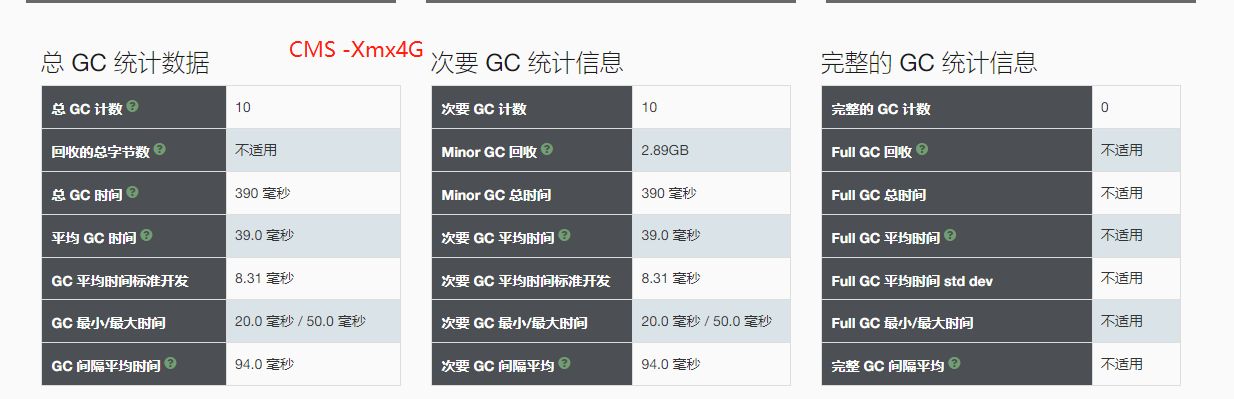 CMS -Xmx4G
总 GC 统计数据
总 GC 计数 10
回收的总字节数 不适用
总 GC 时间 390 毫秒
平均 GC 时间 39.0 毫秒
GC 平均时间标准开发 8.31 毫秒
GC 最小/最大时间 20.0 毫秒 / 50.0 毫秒
GC 间隔平均时间 94.0 毫秒
次要 GC 统计信息
次要 GC 计数 10
Minor GC 回收 2.89GB
Minor GC 总时间 390 毫秒
次要 GC 平均时间 39.0 毫秒
次要 GC 平均时间标准开发 8.31 毫秒
次要 GC 最小/最大时间 20.0 毫秒 / 50.0 毫秒
次要 GC 间隔平均 94.0 毫秒
完整的 GC 统计信息
完整的 GC 计数 0
Full GC 回收 不适用
Full GC 总时间 不适用
Full GC 平均时间 不适用
Full GC 平均时间 std dev 不适用
Full GC 最小/最大时间 不适用
完整 GC 间隔平均 不适用